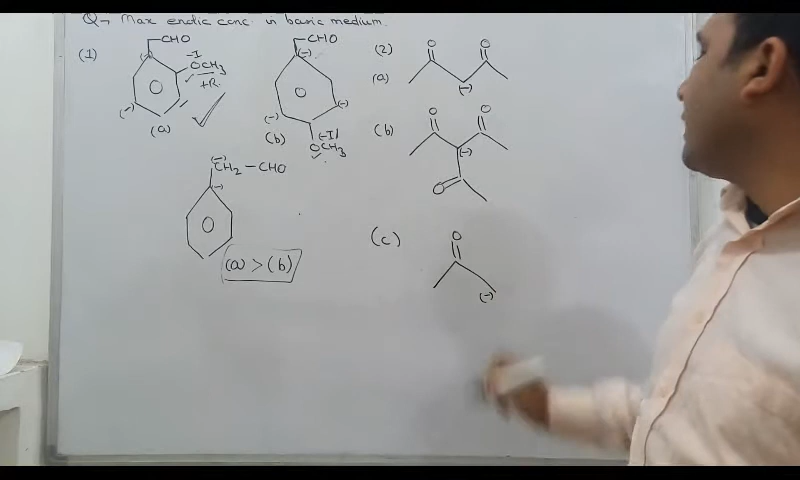 Q→ Max enolic conc. in basic medium.
(1)
CHO
(-)
-I
OCH3
+R
O
(-)
(a)
CHO
(-)
O
(-)
(-)
(b)
(-I)
OCH3
(-)
CH2-CHO
(-)
O
(a) > (b)
(2)
(a)
O
O
(-)
(b)
O
O
(-)
O
(c)
O
(-)